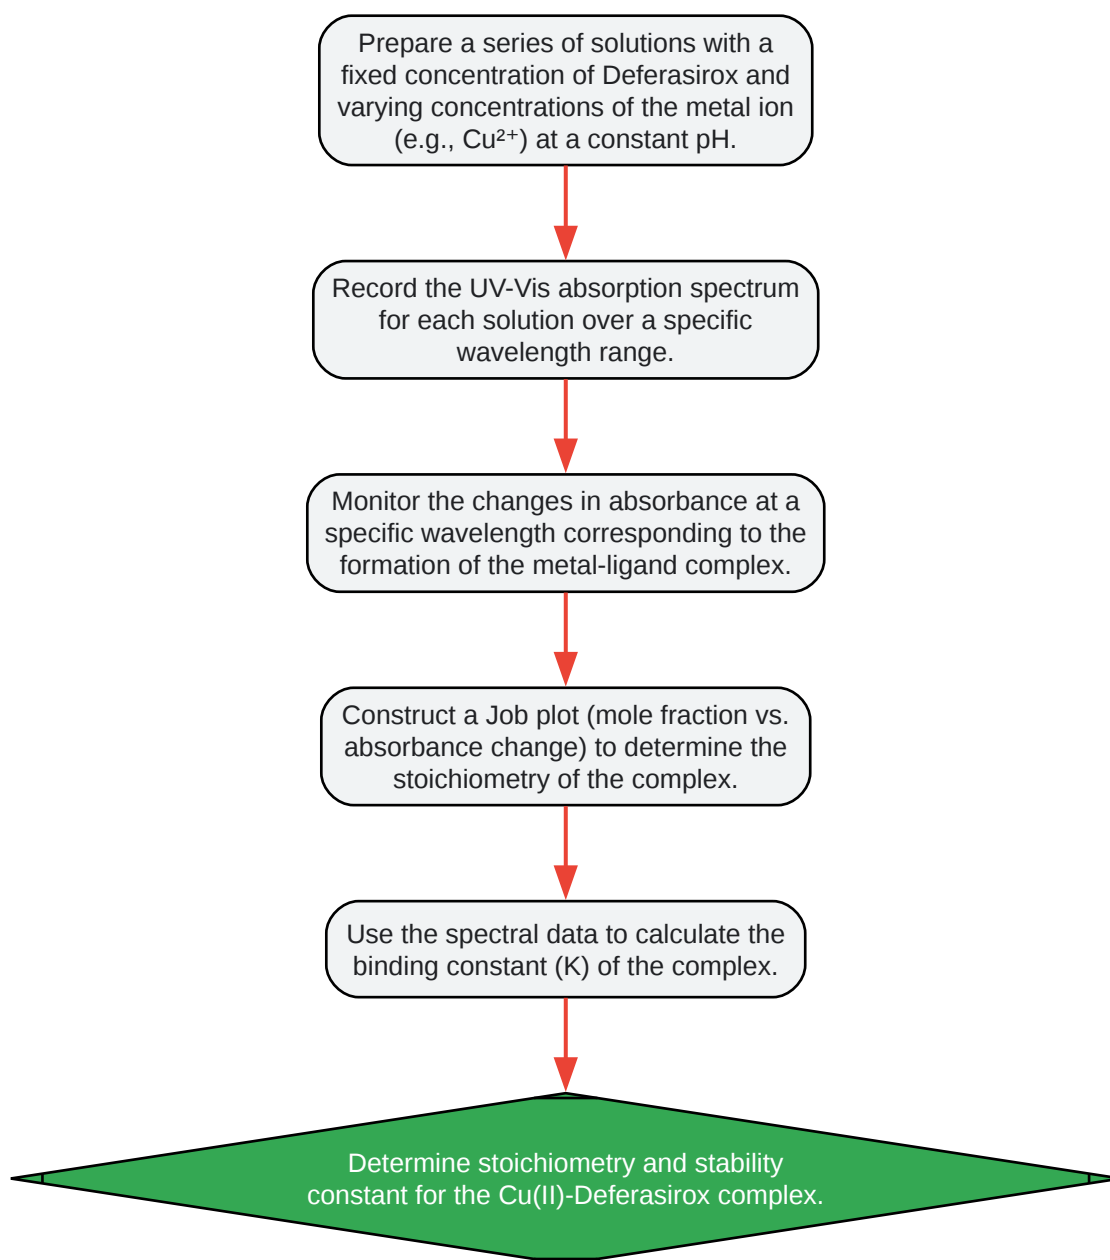 Prepare a series of solutions with a
fixed concentration of Deferasirox and
varying concentrations of the metal ion
(e.g., Cu²⁺) at a constant pH.
Record the UV-Vis absorption spectrum
for each solution over a specific
wavelength range.
Monitor the changes in absorbance at a
specific wavelength corresponding to the
formation of the metal-ligand complex.
Construct a Job plot (mole fraction vs.
absorbance change) to determine the
stoichiometry of the complex.
Use the spectral data to calculate the
binding constant (K) of the complex.
Determine stoichiometry and stability
constant for the Cu(II)-Deferasirox complex.